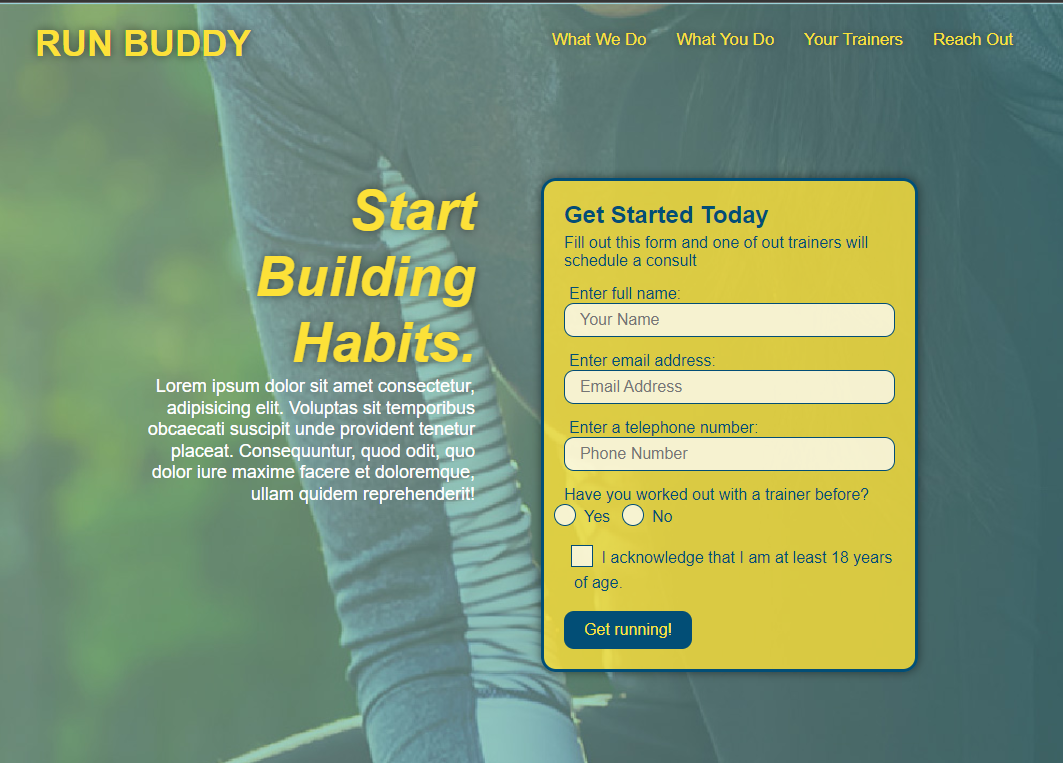 RUN BUDDY
What We Do What You Do Your Trainers Reach Out
Start
Building
Habits.
Lorem ipsum dolor sit amet consectetur,
adipisicing elit. Voluptas sit temporibus
obcaecati suscipit unde provident tenetur
placeat. Consequuntur, quod odit, quo
dolor iure maxime facere et doloremque,
ullam quidem reprehenderit!
Get Started Today
Fill out this form and one of out trainers will
schedule a consult
Enter full name:
Your Name
Enter email address:
Email Address
Enter a telephone number:
Phone Number
Have you worked out with a trainer before?
Yes No
I acknowledge that I am at least 18 years
of age.
Get running!